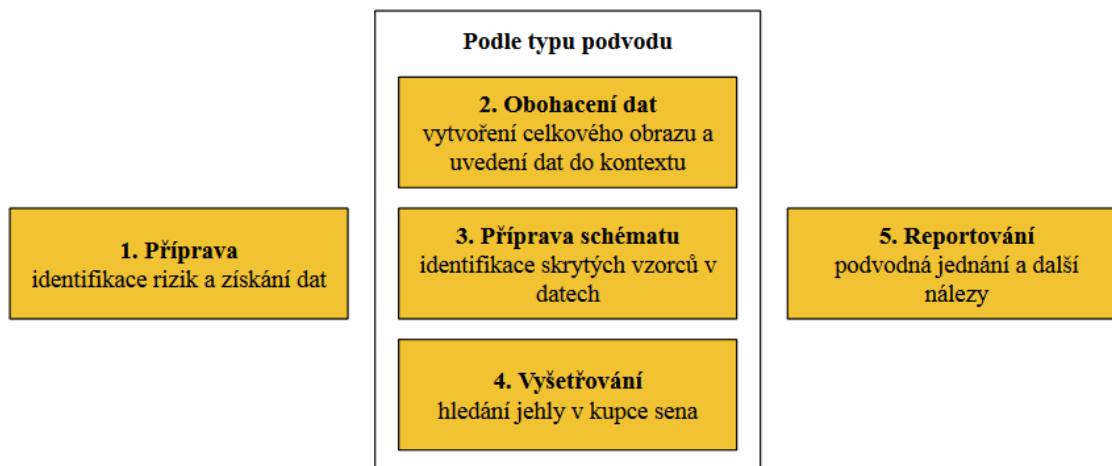 Podle typu podvodu
2. Obohacení dat
vytvoření celkového obrazu a
uvedení dat do kontextu
1. Příprava
identifikace rizik a získání dat
3. Příprava schématu
identifikace skrytých vzorců v
datech
5. Reportování
podvodná jednání a další
nálezy
4. Vyšetřování
hledání jehly v kupce sena